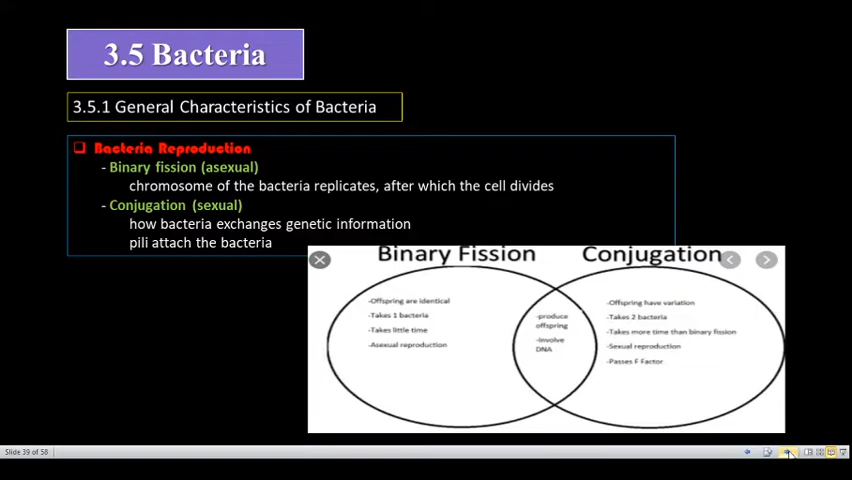 3.5 Bacteria
3.5.1 General Characteristics of Bacteria
Bacteria Reproduction
- Binary fission (asexual)
chromosome of the bacteria replicates, after which the cell divides
- Conjugation (sexual)
how bacteria exchanges genetic information
pili attach the bacteria
Binary Fission
Conjugation
-Offspring are identical
-Takes 1 bacteria
-Takes little time
-Asexual reproduction
-produce
offspring
-Involve
DNA
-Offspring have variation
-Takes 2 bacteria
-Takes more time than binary fission
-Sexual reproduction
-Passes F Factor
Slide 39 of 58